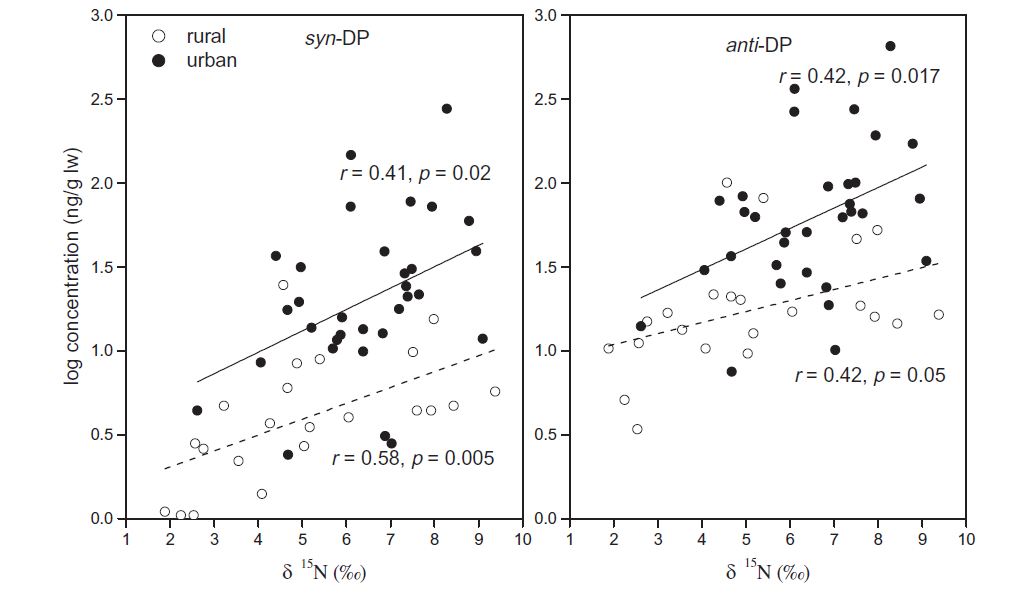 3.0
2.5
2.0
1.5
1.0
0.5
0.0
log concentration (ng/g lw)
rural
urban
syn-DP
r = 0.41, p = 0.02
r = 0.58, p = 0.005
1 2 3 4 5 6 7 8 9 10
δ ¹⁵N (‰)
3.0
2.5
2.0
1.5
1.0
0.5
0.0
anti-DP
r = 0.42, p = 0.017
r = 0.42, p = 0.05
1 2 3 4 5 6 7 8 9 10
δ ¹⁵N (‰)